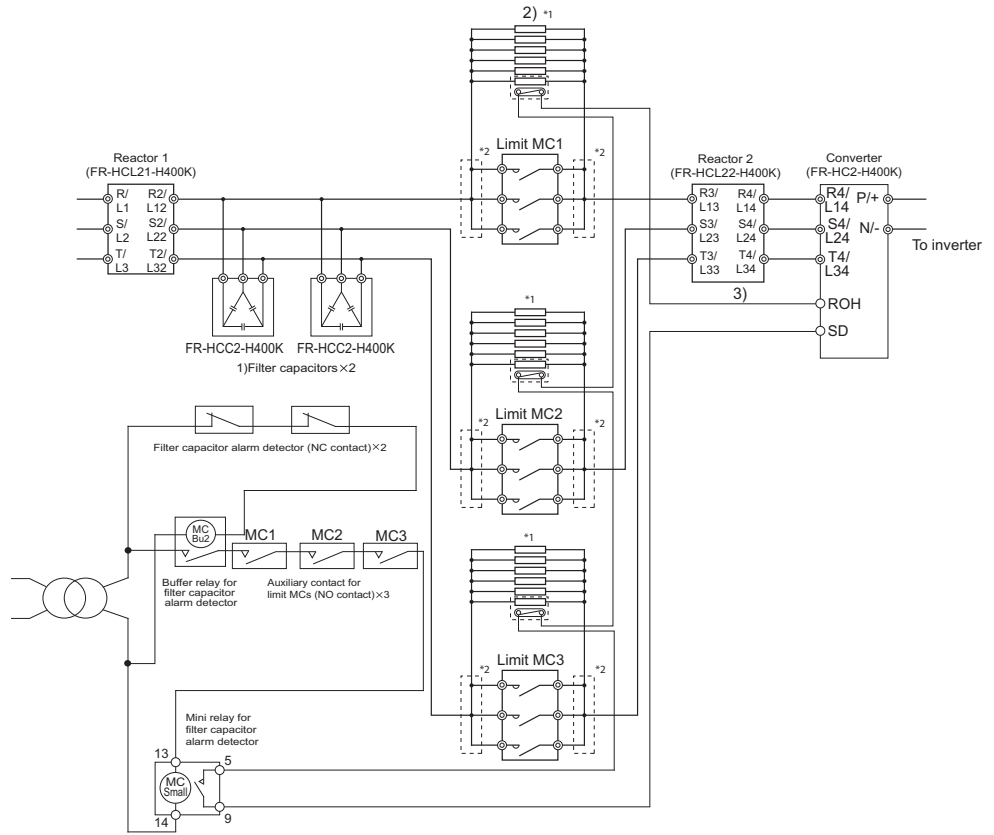 2) *1
Limit MC1
*2
*2
Reactor 1
(FR-HCL21-H400K)
R/
L1
R2/
L12
S/
L2
S2/
L22
T/
L3
T2/
L32
Reactor 2
(FR-HCL22-H400K)
R3/
L13
R4/
L14
S3/
L23
S4/
L24
T3/
L33
T4/
L34
3)
Converter
(FR-HC2-H400K)
R4/
L14
P/+
S4/
L24
N/-
T4/
L34
To inverter
ROH
SD
FR-HCC2-H400K
FR-HCC2-H400K
1)Filter capacitors×2
*1
Limit MC2
*2
*2
Filter capacitor alarm detector (NC contact)×2
MC
Bu2
MC1
MC2
MC3
Buffer relay for
filter capacitor
alarm detector
Auxiliary contact for
limit MCs (NO contact)×3
*1
Limit MC3
*2
*2
Mini relay for
filter capacitor
alarm detector
13
5
MC
Small
14
9